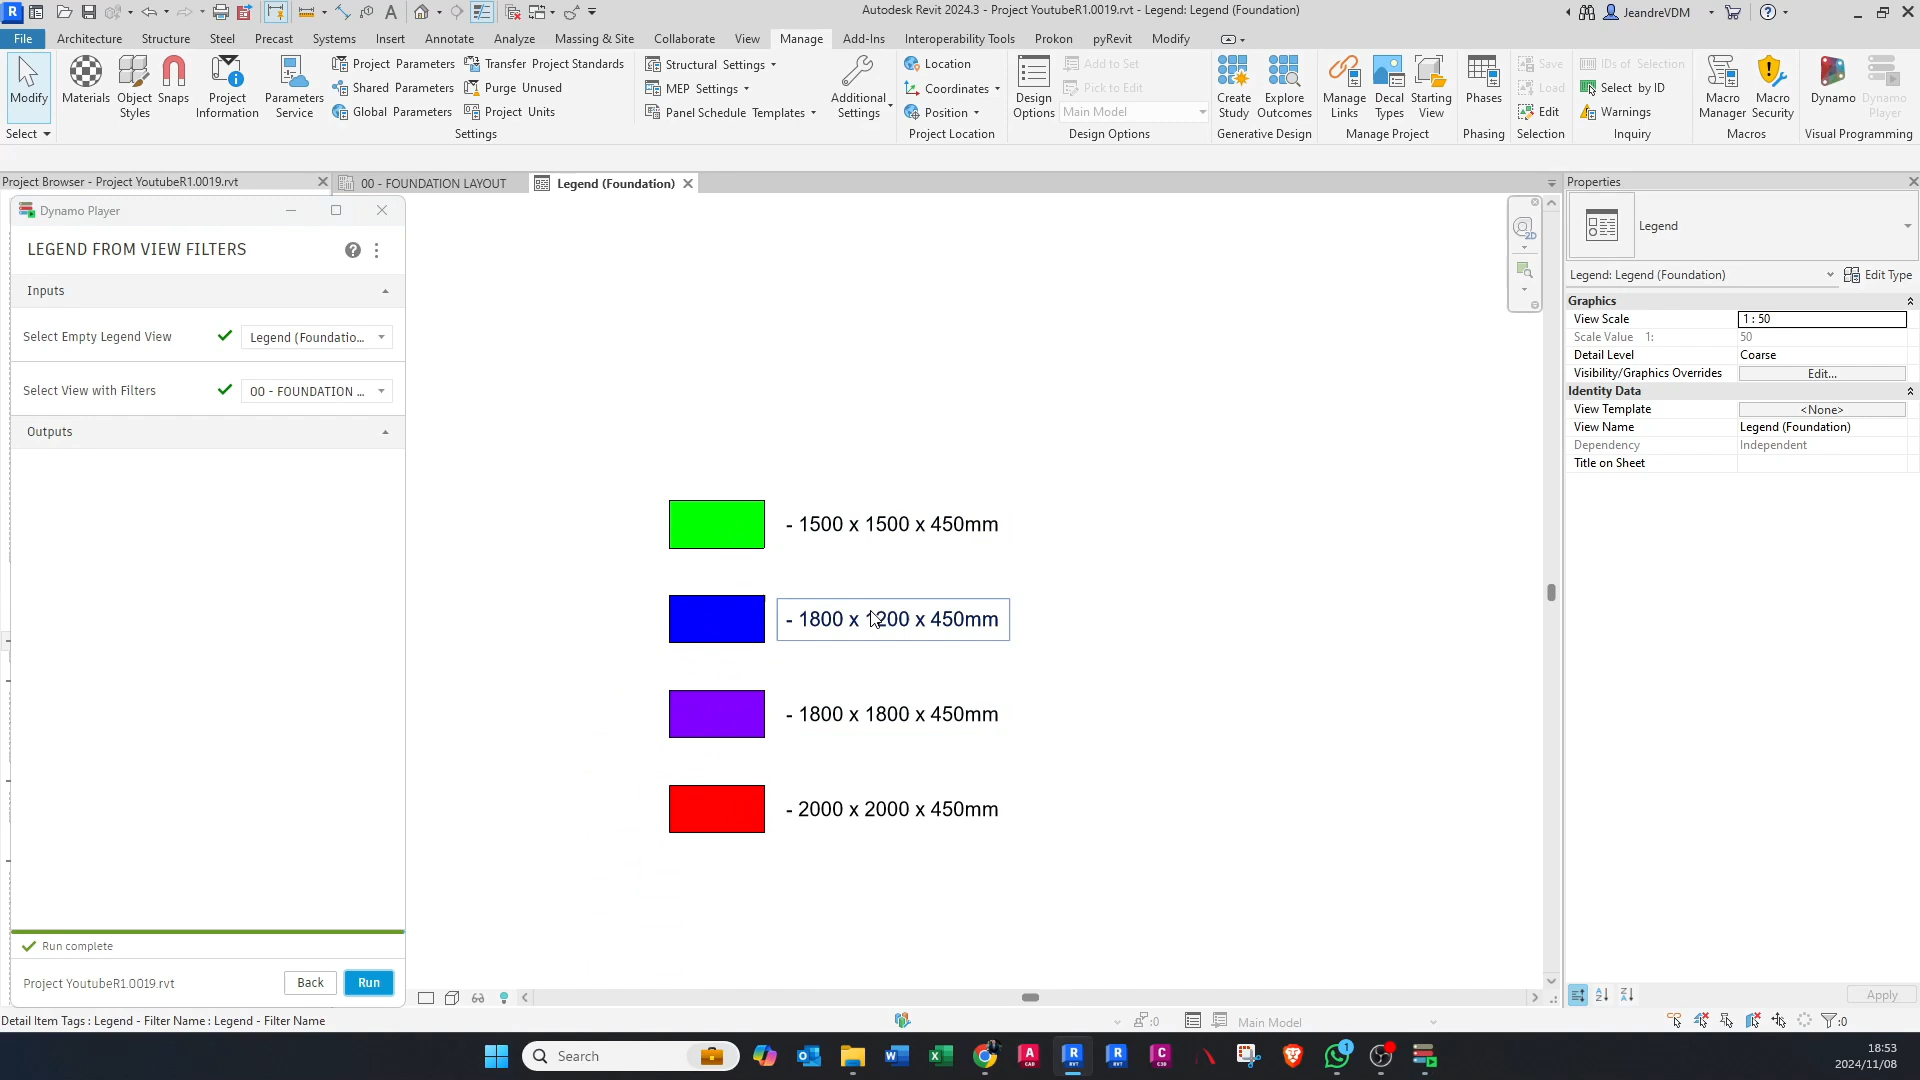 Autodesk Revit 2024.3 - Project YoutubeR1.0019.rvt - Legend: Legend (Foundation)
JeandreVDM
File Architecture Structure Steel Precast Systems Insert Annotate Analyze Massing & Site Collaborate View Manage Add-Ins Interoperability Tools Prokon pyRevit Modify
Modify
Materials
Object Styles
Snaps
Project Information
Parameters Service
Project Parameters
Shared Parameters
Global Parameters
Transfer Project Standards
Purge Unused
Project Units
Structural Settings
MEP Settings
Panel Schedule Templates
Additional Settings
Location
Coordinates
Position
Design Options
Add to Set
Pick to Edit
Main Model
Create Study
Explore Outcomes
Manage Links
Decal Types
Starting View
Phases
Save
Load
Edit
IDs of Selection
Select by ID
Warnings
Macro Manager
Macro Security
Dynamo
Dynamo Player
Select Settings Project Location Design Options Generative Design Manage Project Phasing Selection Inquiry Macros Visual Programming
Project Browser - Project YoutubeR1.0019.rvt
00 - FOUNDATION LAYOUT
Legend (Foundation)
Properties
Dynamo Player
LEGEND FROM VIEW FILTERS
Inputs
Select Empty Legend View Legend (Foundatio...
Select View with Filters 00 - FOUNDATION ...
Outputs
Run complete
Project YoutubeR1.0019.rvt Back Run
- 1500 x 1500 x 450mm
- 1800 x 1200 x 450mm
- 1800 x 1800 x 450mm
- 2000 x 2000 x 450mm
2D
Legend
Legend: Legend (Foundation) Edit Type
Graphics
View Scale 1 : 50
Scale Value 1: 50
Detail Level Coarse
Visibility/Graphics Overrides Edit...
Identity Data
View Template <None>
View Name Legend (Foundation)
Dependency Independent
Title on Sheet
Apply
Detail Item Tags : Legend - Filter Name : Legend - Filter Name
:0
Main Model
:0
Search
1
18:53
2024/11/08